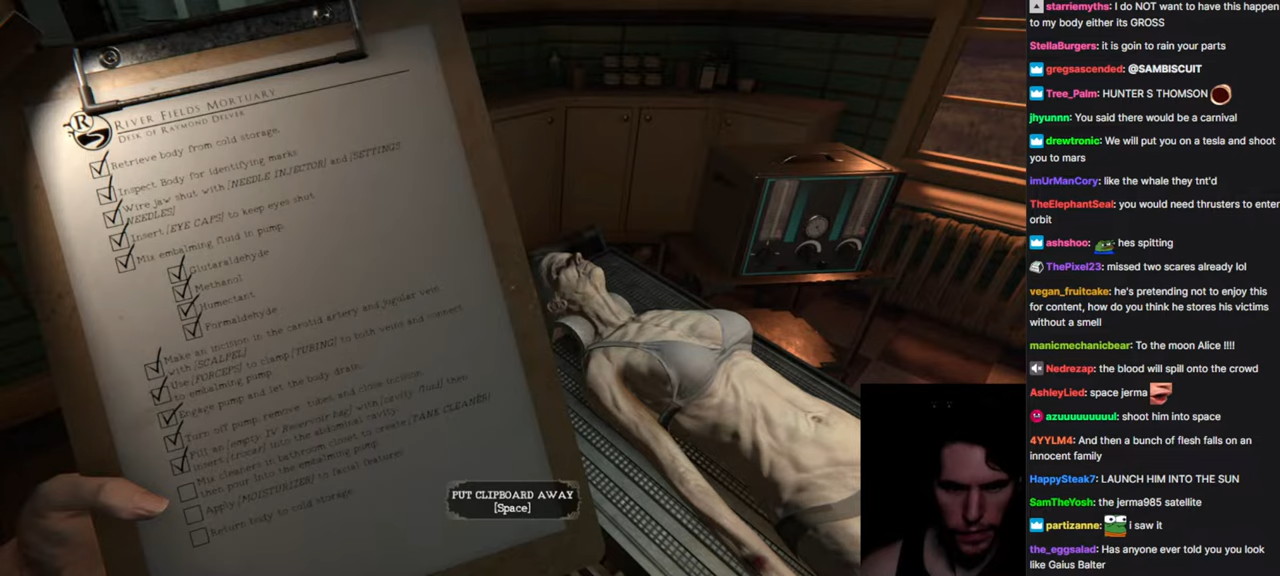 RIVER FIELDS MORTUARY
DESK OF RAYMOND DELVER
Retrieve body from cold storage.
Inspect Body for identifying marks
Wire jaw shut with [NEEDLE INJECTOR] and [SETTINGS
NEEDLES]
Insert [EYE CAPS] to keep eyes shut
Mix embalming fluid in pump
Glutaraldehyde
Methanol
Humectant
Formaldehyde
Make an incision in the carotid artery and jugular vein
with [SCALPEL]
Use [FORCEPS] to clamp [TUBING] to both veins and connect
to embalming pump
Engage pump and let the body drain.
Turn off pump, remove tubes and close incision.
Fill an [empty IV Reservoir bag] with [cavity fluid] then
insert [trocar] into the abdominal cavity.
Mix cleaners in bathroom closet to create [TANK CLEANER]
then pour into the embalming pump
Apply [MOISTURIZER] to facial features
Return body to cold storage.
PUT CLIPBOARD AWAY
[Space]
starriemyths: I do NOT want to have this happen
to my body either its GROSS
StellaBurgers: it is goin to rain your parts
gregsascended: @SAMBISCUIT
Tree_Palm: HUNTER S THOMSON
jhyunnn: You said there would be a carnival
drewtronic: We will put you on a tesla and shoot
you to mars
imUrManCory: like the whale they tnt'd
TheElephantSeal: you would need thrusters to enter
orbit
ashshoo: hes spitting
ThePixel23: missed two scares already lol
vegan_fruitcake: he's pretending not to enjoy this
for content, how do you think he stores his victims
without a smell
manicmechanicbear: To the moon Alice !!!!
Nedrezap: the blood will spill onto the crowd
AshleyLied: space jerma
azuuuuuuuuul: shoot him into space
4YYLM4: And then a bunch of flesh falls on an
innocent family
HappySteak7: LAUNCH HIM INTO THE SUN
SamTheYosh: the jerma985 satellite
partizanne: i saw it
the_eggsalad: Has anyone ever told you you look
like Gaius Balter